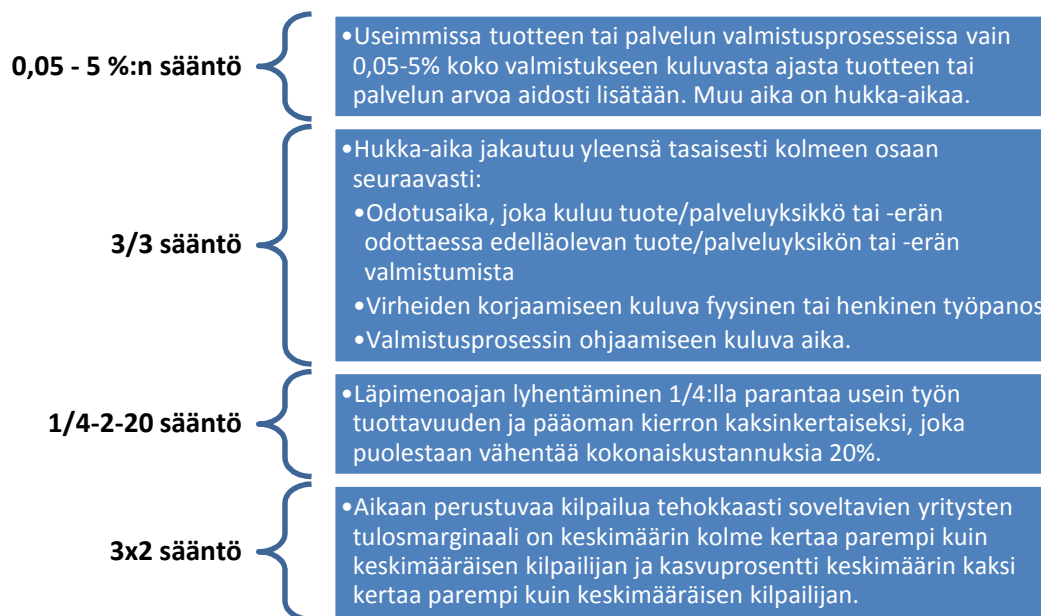 0,05 - 5 %:n sääntö
•Useimmissa tuotteen tai palvelun valmistusprosesseissa vain
0,05-5% koko valmistukseen kuluvasta ajasta tuotteen tai
palvelun arvoa aidosti lisätään. Muu aika on hukka-aikaa.
3/3 sääntö
•Hukka-aika jakautuu yleensä tasaisesti kolmeen osaan
seuraavasti:
•Odotusaika, joka kuluu tuote/palveluyksikkö tai -erän
odottaessa edelläolevan tuote/palveluyksikön tai -erän
valmistumista
•Virheiden korjaamiseen kuluva fyysinen tai henkinen työpanos
•Valmistusprosessin ohjaamiseen kuluva aika.
1/4-2-20 sääntö
•Läpimenoajan lyhentäminen 1/4:lla parantaa usein työn
tuottavuuden ja pääoman kierron kaksinkertaiseksi, joka
puolestaan vähentää kokonaiskustannuksia 20%.
3x2 sääntö
•Aikaan perustuvaa kilpailua tehokkaasti soveltavien yritysten
tulosmarginaali on keskimäärin kolme kertaa parempi kuin
keskimääräisen kilpailijan ja kasvuprosentti keskimäärin kaksi
kertaa parempi kuin keskimääräisen kilpailijan.